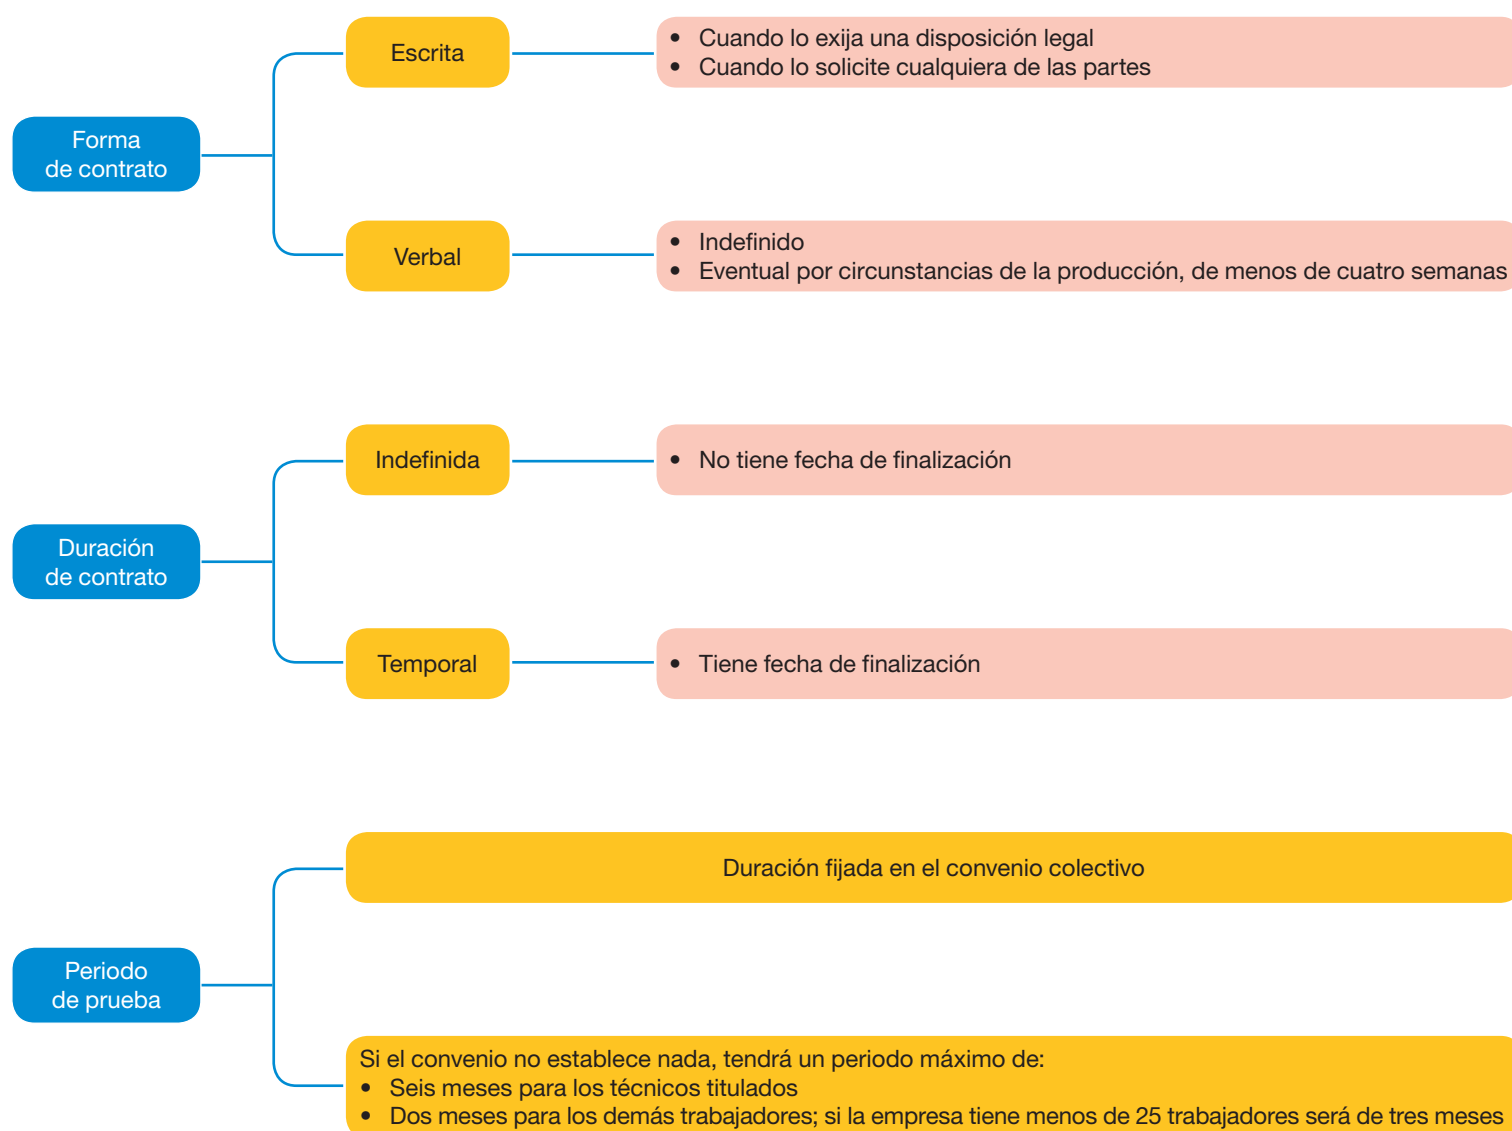 Forma
de contrato
Escrita
• Cuando lo exija una disposición legal
• Cuando lo solicite cualquiera de las partes
Verbal
• Indefinido
• Eventual por circunstancias de la producción, de menos de cuatro semanas
Duración
de contrato
Indefinida
• No tiene fecha de finalización
Temporal
• Tiene fecha de finalización
Periodo
de prueba
Duración fijada en el convenio colectivo
Si el convenio no establece nada, tendrá un periodo máximo de:
• Seis meses para los técnicos titulados
• Dos meses para los demás trabajadores; si la empresa tiene menos de 25 trabajadores será de tres meses